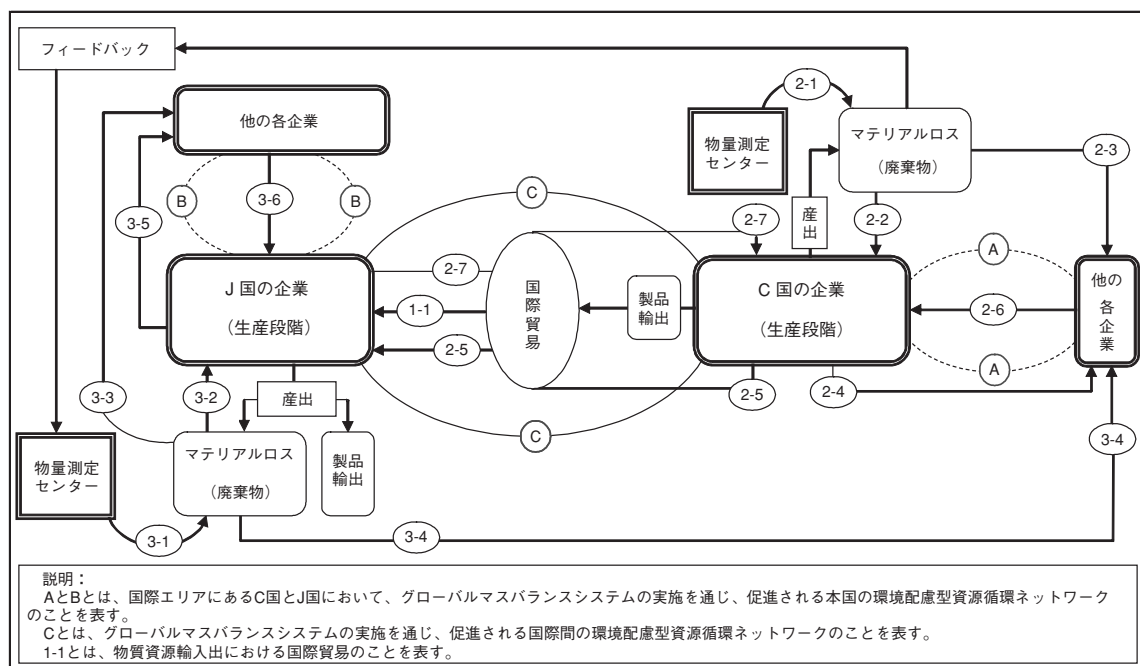 フィードバック
他の各企業
B
3-6
B
3-5
J国の企業
(生産段階)
3-3
3-2
産出
マテリアルロス
(廃棄物)
製品
輸出
物量測定
センター
3-1
3-4
C
2-7
1-1
2-5
国際貿易
C
製品
輸出
2-7
2-5
物量測定
センター
2-1
マテリアルロス
(廃棄物)
2-3
産出
2-2
C国の企業
(生産段階)
2-4
A
2-6
A
他の
各企業
3-4
説明:
AとBとは、国際エリアにあるC国とJ国において、グローバルマスバランスシステムの実施を通じ、促進される本国の環境配慮型資源循環ネットワーク
のことを表す。
Cとは、グローバルマスバランスシステムの実施を通じ、促進される国際間の環境配慮型資源循環ネットワークのことを表す。
1-1とは、物質資源輸入出における国際貿易のことを表す。